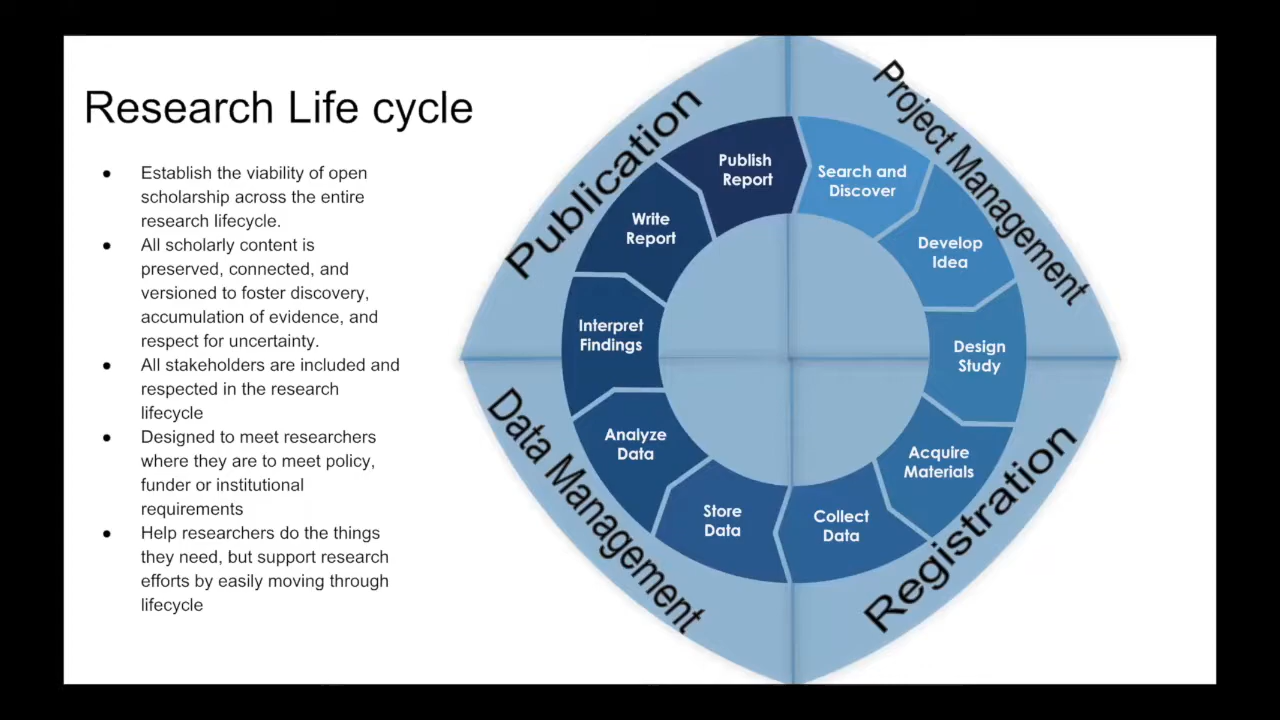 Research Life cycle
● Establish the viability of open
scholarship across the entire
research lifecycle.
● All scholarly content is
preserved, connected, and
versioned to foster discovery,
accumulation of evidence, and
respect for uncertainty.
● All stakeholders are included and
respected in the research
lifecycle
● Designed to meet researchers
where they are to meet policy,
funder or institutional
requirements
● Help researchers do the things
they need, but support research
efforts by easily moving through
lifecycle
Publication
Project Management
Registration
Data Management
Search and
Discover
Develop
Idea
Design
Study
Acquire
Materials
Collect
Data
Store
Data
Analyze
Data
Interpret
Findings
Write
Report
Publish
Report